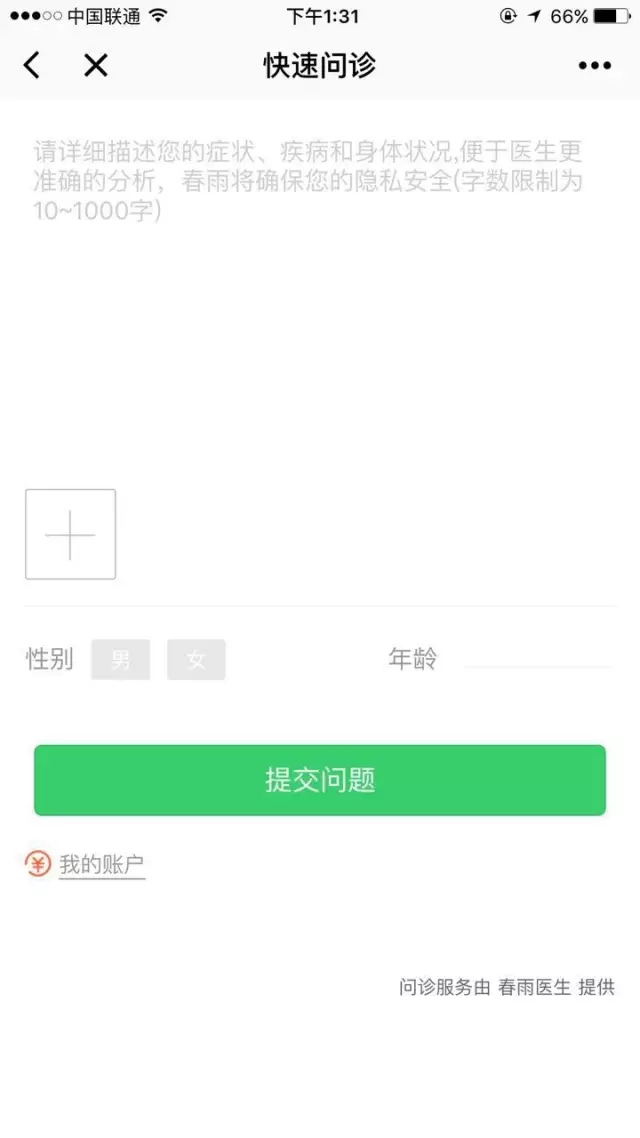 中国联通 下午1:31 66%
快速问诊
请详细描述您的症状、疾病和身体状况,便于医生更
准确的分析，春雨将确保您的隐私安全(字数限制为
10~1000字)
性别 男 女 年龄
提交问题
我的账户
问诊服务由 春雨医生 提供